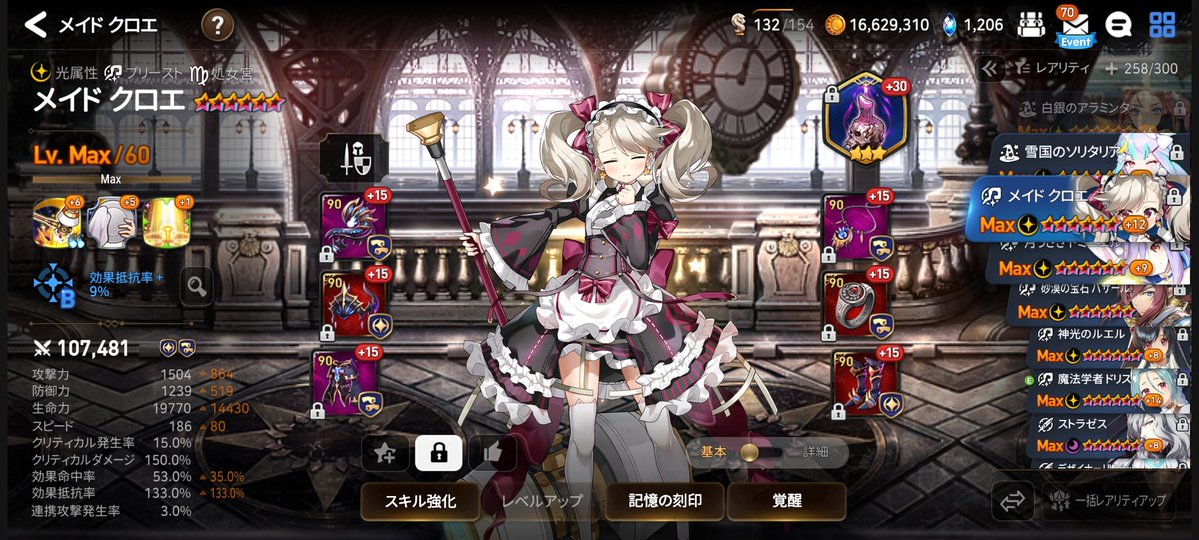 メイド クロエ
?
132/154
16,629,310
1,206
70
Event
光属性 プリースト 処女宮
メイド クロエ
Lv. Max/60
Max
+6
+5
+1
B
効果抵抗率 +
9%
107,481
攻撃力 1504 864
防御力 1239 519
生命力 19770 14430
スピード 186 80
クリティカル発生率 15.0%
クリティカルダメージ 150.0%
効果命中率 53.0% 35.0%
効果抵抗率 133.0% 133.0%
連携攻撃発生率 3.0%
90 +15
90 +15
90 +15
+30
90 +15
90 +15
90 +15
基本
詳細
スキル強化
レベルアップ
記憶の刻印
覚醒
レアリティ
258/300
白銀のアラミンタ
Max
雪国のソリタリア
メイド クロエ
Max +12
Max +9
砂漠の宝石 バサール
Max
神光のルエル
Max +8
E
魔法学者ドリス
Max +14
ストラゼス
Max +8
一括レアリティアップ